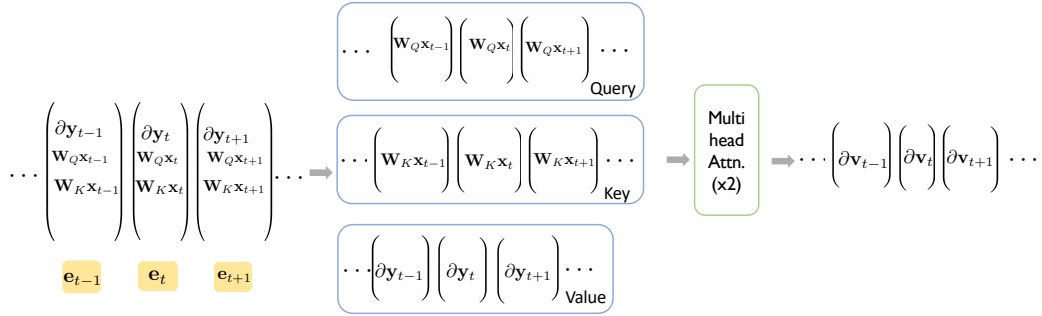 ⋯ ∂y_{t−1} ∂y_t ∂y_{t+1} ⋯
W_Q x_{t−1} W_Q x_t W_Q x_{t+1}
W_K x_{t−1} W_K x_t W_K x_{t+1}
e_{t−1} e_t e_{t+1}
⋯ (W_Q x_{t−1}) (W_Q x_t) (W_Q x_{t+1}) ⋯
Query
⋯ (W_K x_{t−1}) (W_K x_t) (W_K x_{t+1}) ⋯
Key
⋯ (∂y_{t−1}) (∂y_t) (∂y_{t+1}) ⋯
Value
Multi
head
Attn.
(x2)
⋯ (∂v_{t−1}) (∂v_t) (∂v_{t+1}) ⋯